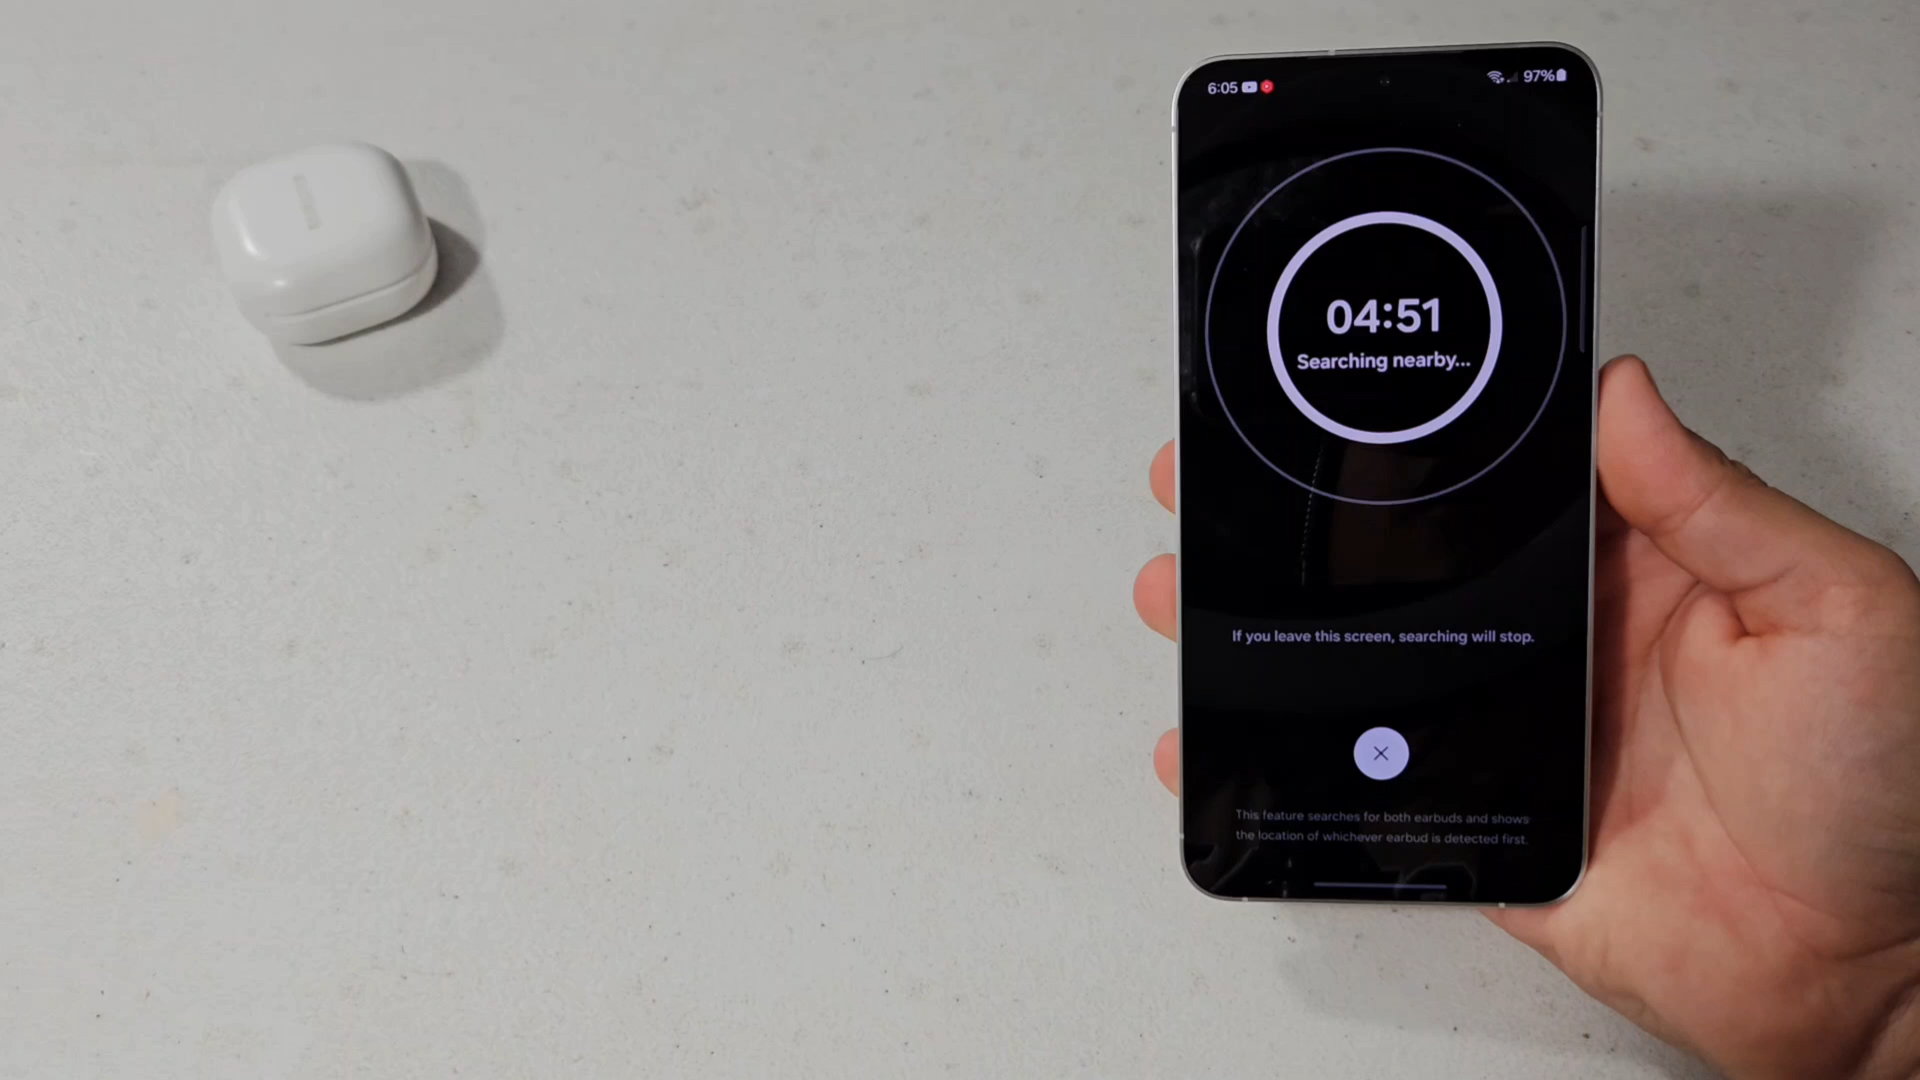 6:05
97%
04:51
Searching nearby...
If you leave this screen, searching will stop.
This feature searches for both earbuds and shows
the location of whichever earbud is detected first.